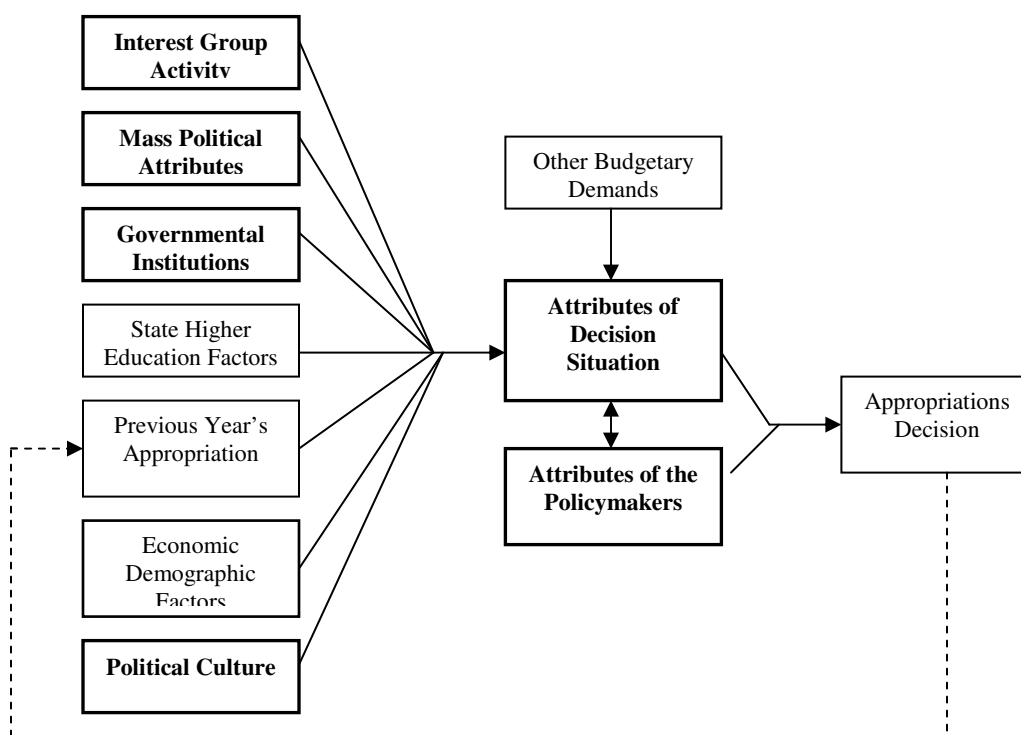 Interest Group
Activity
Mass Political
Attributes
Governmental
Institutions
State Higher
Education Factors
Previous Year's
Appropriation
Economic
Demographic
Factors
Political Culture
Other Budgetary
Demands
Attributes of
Decision
Situation
Attributes of the
Policymakers
Appropriations
Decision